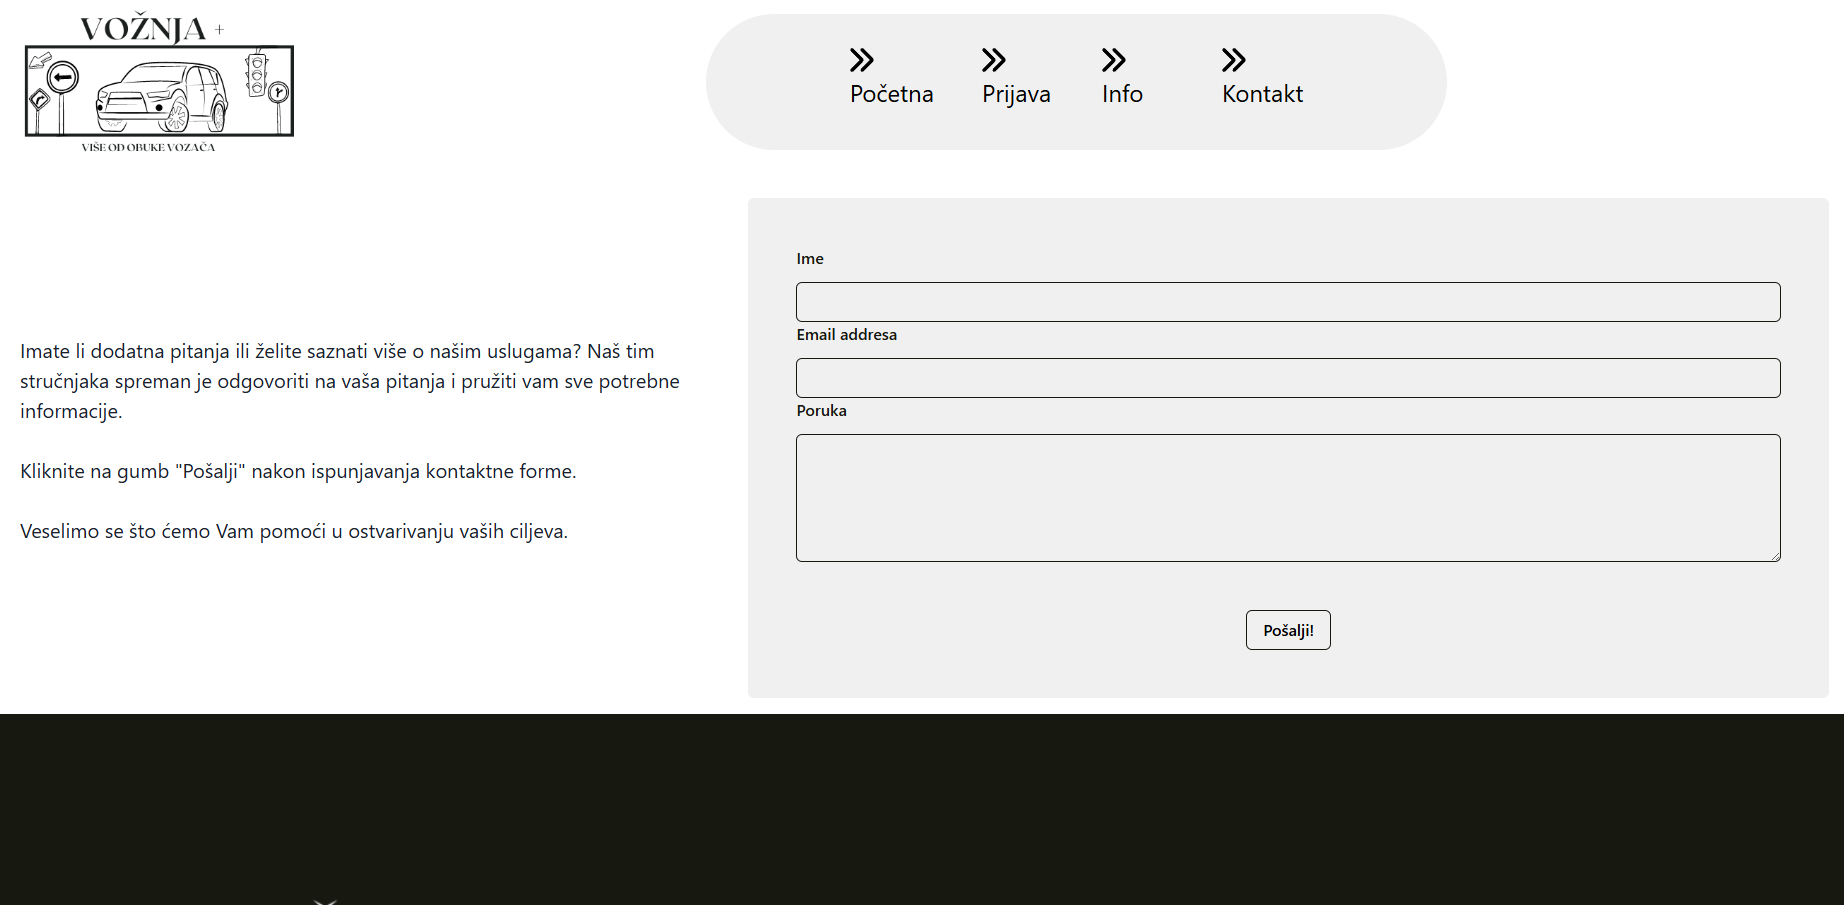 VOŽNJA +
VIŠE OD OBUKE VOZAČA
Početna
Prijava
Info
Kontakt
Imate li dodatna pitanja ili želite saznati više o našim uslugama? Naš tim
stručnjaka spreman je odgovoriti na vaša pitanja i pružiti vam sve potrebne
informacije.
Kliknite na gumb "Pošalji" nakon ispunjavanja kontaktne forme.
Veselimo se što ćemo Vam pomoći u ostvarivanju vaših ciljeva.
Ime
Email addresa
Poruka
Pošalji!